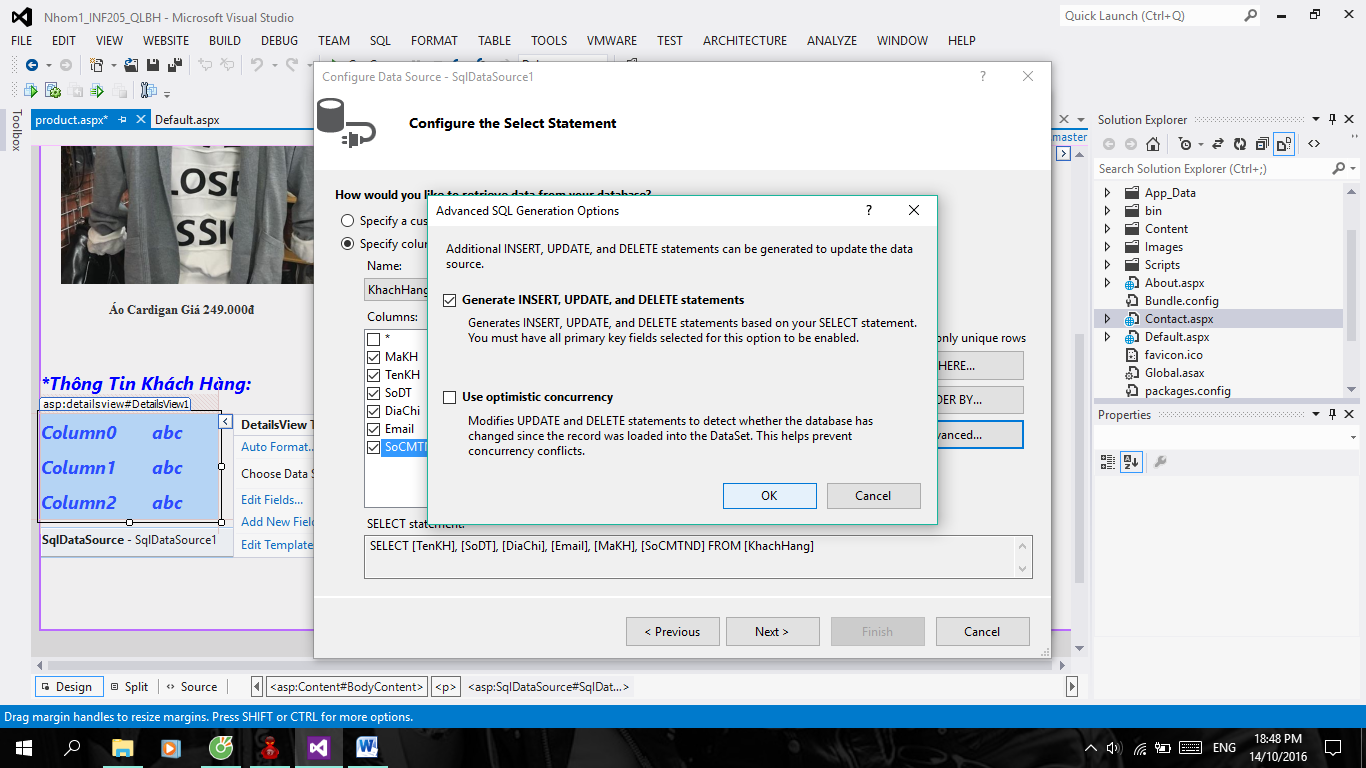 Nhom1_INF205_QLBH - Microsoft Visual Studio
Quick Launch (Ctrl+Q)
FILE EDIT VIEW WEBSITE BUILD DEBUG TEAM SQL FORMAT TABLE TOOLS VMWARE TEST ARCHITECTURE ANALYZE WINDOW HELP
Toolbox
product.aspx*
Default.aspx
master
LOSE
SSIC
Áo Cardigan Giá 249.000đ
*Thông Tin Khách Hàng:
asp:detailsview#DetailsView1
Column0 abc
Column1 abc
Column2 abc
SqlDataSource - SqlDataSource1
DetailsView T
Auto Format...
Choose Data S
Edit Fields...
Add New Fiel
Edit Template
Configure Data Source - SqlDataSource1
?
Configure the Select Statement
How would you like to retrieve data from your database?
Specify a cus
Specify colu
Name:
KhachHang
Columns:
*
MaKH
TenKH
SoDT
DiaChi
Email
SoCMTN
only unique rows
HERE...
DER BY...
vanced...
Advanced SQL Generation Options
?
Additional INSERT, UPDATE, and DELETE statements can be generated to update the data
source.
Generate INSERT, UPDATE, and DELETE statements
Generates INSERT, UPDATE, and DELETE statements based on your SELECT statement.
You must have all primary key fields selected for this option to be enabled.
Use optimistic concurrency
Modifies UPDATE and DELETE statements to detect whether the database has
changed since the record was loaded into the DataSet. This helps prevent
concurrency conflicts.
OK
Cancel
SELECT statement:
SELECT [TenKH], [SoDT], [DiaChi], [Email], [MaKH], [SoCMTND] FROM [KhachHang]
< Previous
Next >
Finish
Cancel
Solution Explorer
Search Solution Explorer (Ctrl+;)
App_Data
bin
Content
Images
Scripts
About.aspx
Bundle.config
Contact.aspx
Default.aspx
favicon.ico
Global.asax
packages.config
Properties
Design
Split
Source
<asp:Content#BodyContent>
<p>
<asp:SqlDataSource#SqlDat...>
Drag margin handles to resize margins. Press SHIFT or CTRL for more options.
ENG
18:48 PM
14/10/2016